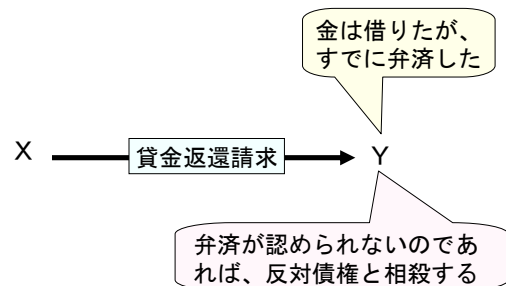 金は借りたが、
すでに弁済した
X 貸金返還請求 Y
弁済が認められないのであ
れば、反対債権と相殺する